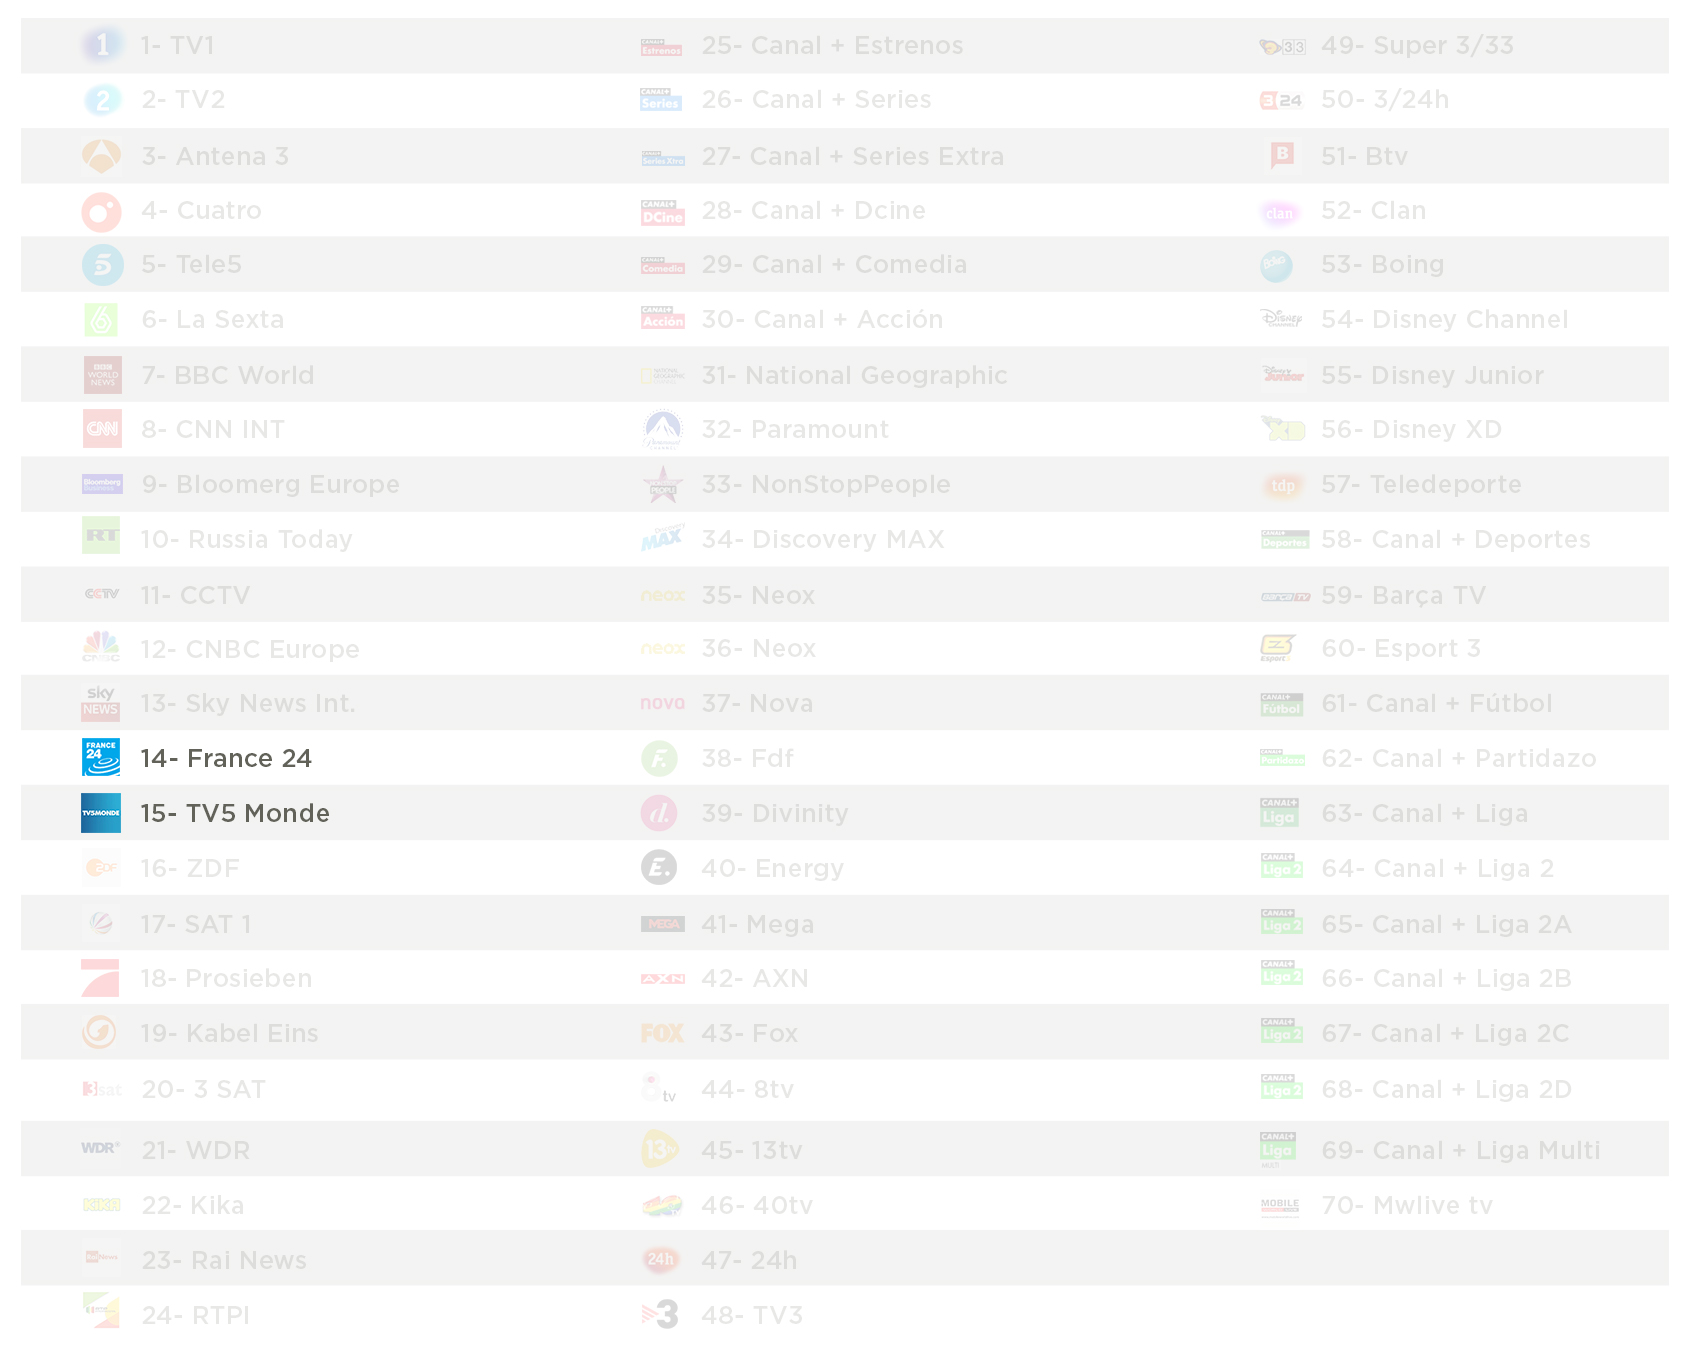 1- TV1
2- TV2
3- Antena 3
4- Cuatro
5- Tele5
6- La Sexta
7- BBC World
8- CNN INT
9- Bloomerg Europe
10- Russia Today
11- CCTV
12- CNBC Europe
13- Sky News Int.
14- France 24
15- TV5 Monde
16- ZDF
17- SAT 1
18- Prosieben
19- Kabel Eins
20- 3 SAT
21- WDR
22- Kika
23- Rai News
24- RTPI
25- Canal + Estrenos
26- Canal + Series
27- Canal + Series Extra
28- Canal + Dcine
29- Canal + Comedia
30- Canal + Acción
31- National Geographic
32- Paramount
33- NonStopPeople
34- Discovery MAX
35- Neox
36- Neox
37- Nova
38- Fdf
39- Divinity
40- Energy
41- Mega
42- AXN
43- Fox
44- 8tv
45- 13tv
46- 40tv
47- 24h
48- TV3
49- Super 3/33
50- 3/24h
51- Btv
52- Clan
53- Boing
54- Disney Channel
55- Disney Junior
56- Disney XD
57- Teledeporte
58- Canal + Deportes
59- Barça TV
60- Esport 3
61- Canal + Fútbol
62- Canal + Partidazo
63- Canal + Liga
64- Canal + Liga 2
65- Canal + Liga 2A
66- Canal + Liga 2B
67- Canal + Liga 2C
68- Canal + Liga 2D
69- Canal + Liga Multi
70- Mwlive tv